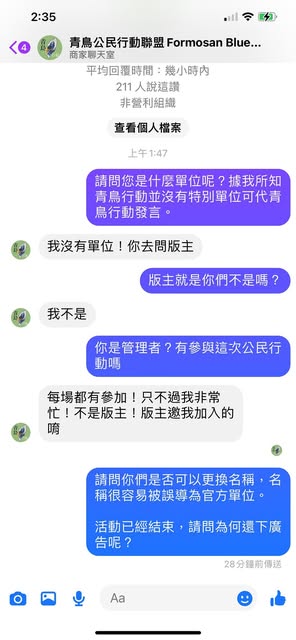 2:35
4
青鳥公民行動聯盟 Formosan Blue...
商家聊天室
平均回覆時間：幾小時內
211 人說這讚
非營利組織
查看個人檔案
上午 1:47
請問您是什麼單位呢？據我所知
青鳥行動並沒有特別單位可代
青鳥行動發言。
我沒有單位！你去問版主
版主就是你們不是嗎？
我不是
你是管理者？有參與這次公民行
動嗎
每場都有參加！只不過我非常
忙！不是版主！版主邀我加入的
唷
請問你們是否可以更換名稱，名
稱很容易被誤導為官方單位。
活動已經結束，請問為何還下廣
告呢？
28 分鐘前傳送
Aa